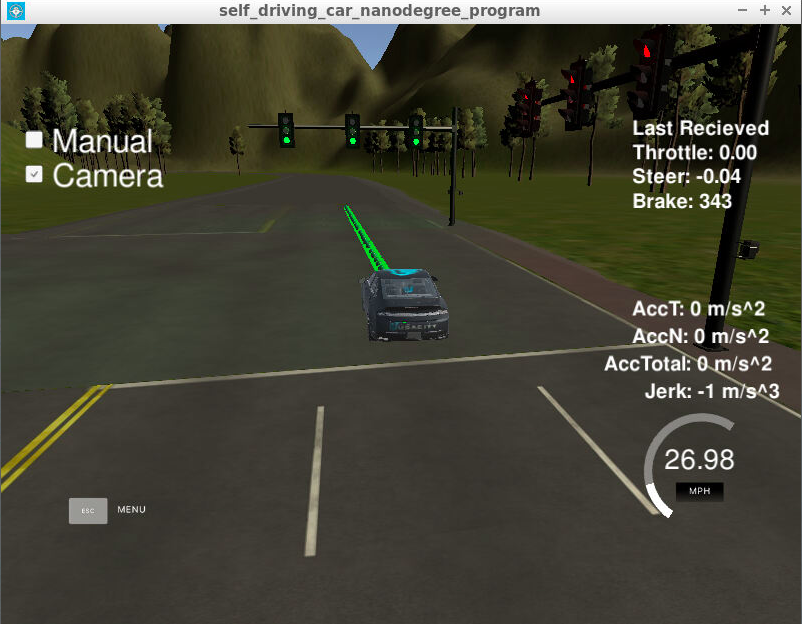 self_driving_car_nanodegree_program
Manual
Camera
Last Recieved
Throttle: 0.00
Steer: -0.04
Brake: 343
AccT: 0 m/s^2
AccN: 0 m/s^2
AccTotal: 0 m/s^2
Jerk: -1 m/s^3
26.98
MPH
ESC
MENU